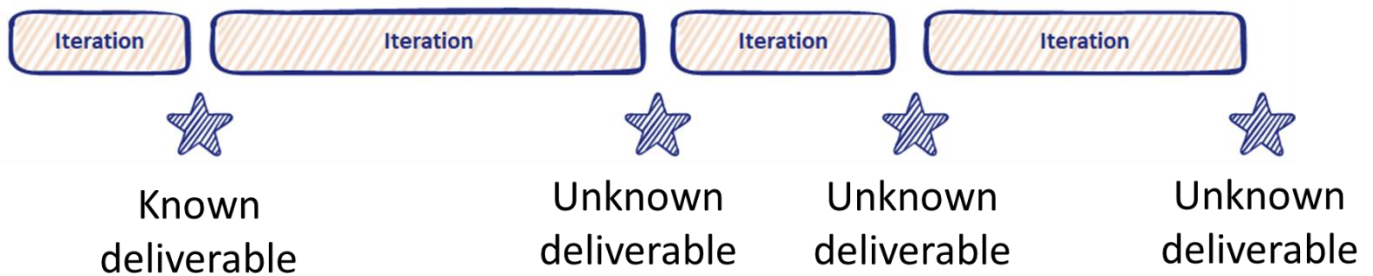 Iteration
Iteration
Iteration
Iteration
Known
deliverable
Unknown
deliverable
Unknown
deliverable
Unknown
deliverable